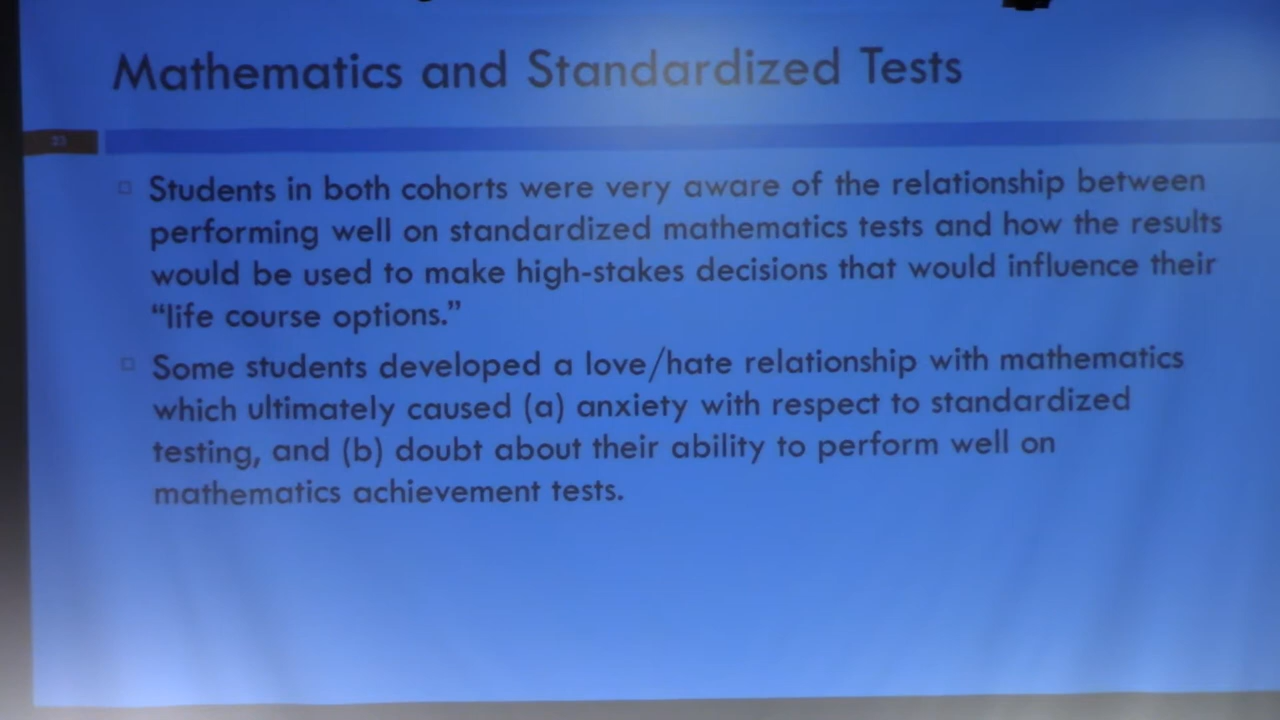 Mathematics and Standardized Tests
23
Students in both cohorts were very aware of the relationship between
performing well on standardized mathematics tests and how the results
would be used to make high-stakes decisions that would influence their
“life course options.”
Some students developed a love/hate relationship with mathematics
which ultimately caused (a) anxiety with respect to standardized
testing, and (b) doubt about their ability to perform well on
mathematics achievement tests.